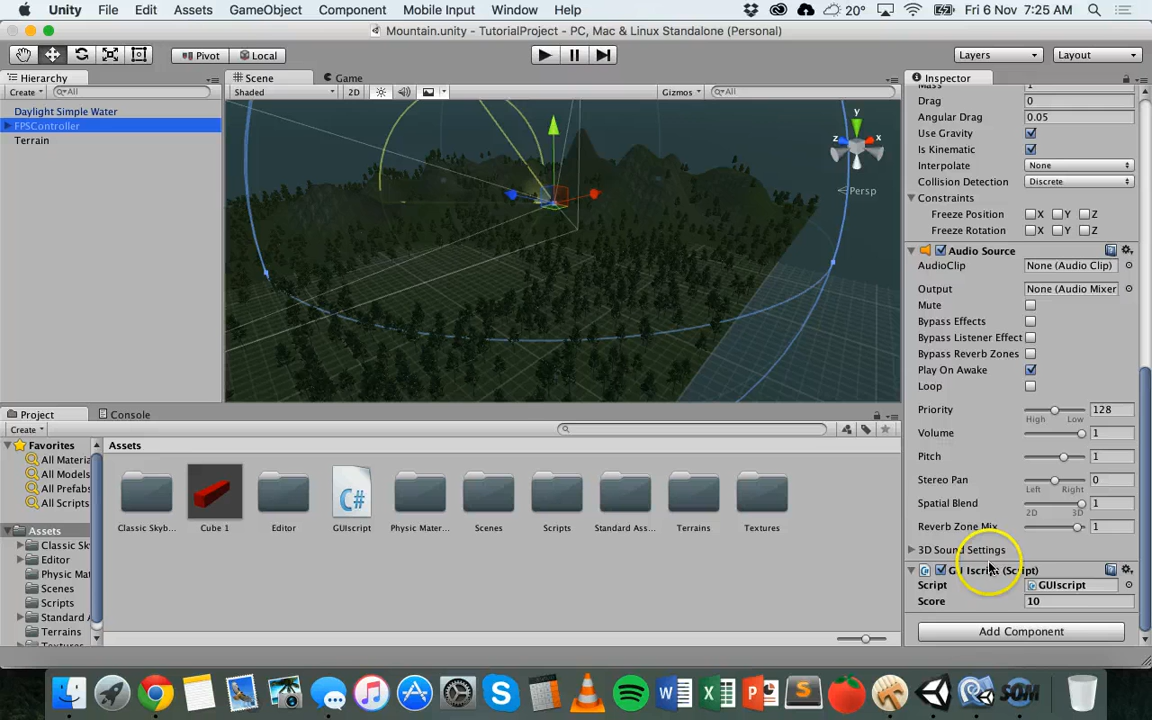 Unity File Edit Assets GameObject Component Mobile Input Window Help 20° Fri 6 Nov 7:25 AM
Mountain.unity - TutorialProject - PC, Mac & Linux Standalone (Personal)
Pivot Local Layers Layout
Hierarchy
Create All
Daylight Simple Water
FPSController
Terrain
Scene Game
Shaded 2D Gizmos All
y
z x
Persp
Project Console
Create
Favorites
All Materia
All Models
All Prefabs
All Scripts
Assets
Classic Sk
Editor
Physic Mat
Scenes
Scripts
Standard A
Terrains
Textures
Assets
Classic Skyb... Cube 1 Editor GUIscript Physic Mater... Scenes Scripts Standard Ass... Terrains Textures
C#
Inspector
Mass 1
Drag 0
Angular Drag 0.05
Use Gravity
Is Kinematic
Interpolate None
Collision Detection Discrete
Constraints
Freeze Position X Y Z
Freeze Rotation X Y Z
Audio Source
AudioClip None (Audio Clip)
Output None (Audio Mixer
Mute
Bypass Effects
Bypass Listener Effect
Bypass Reverb Zones
Play On Awake
Loop
Priority 128
High Low
Volume 1
Pitch 1
Stereo Pan 0
Left Right
Spatial Blend 1
2D 3D
Reverb Zone Mix 1
3D Sound Settings
GUIscript (Script)
Script GUIscript
Score 10
Add Component
SOM